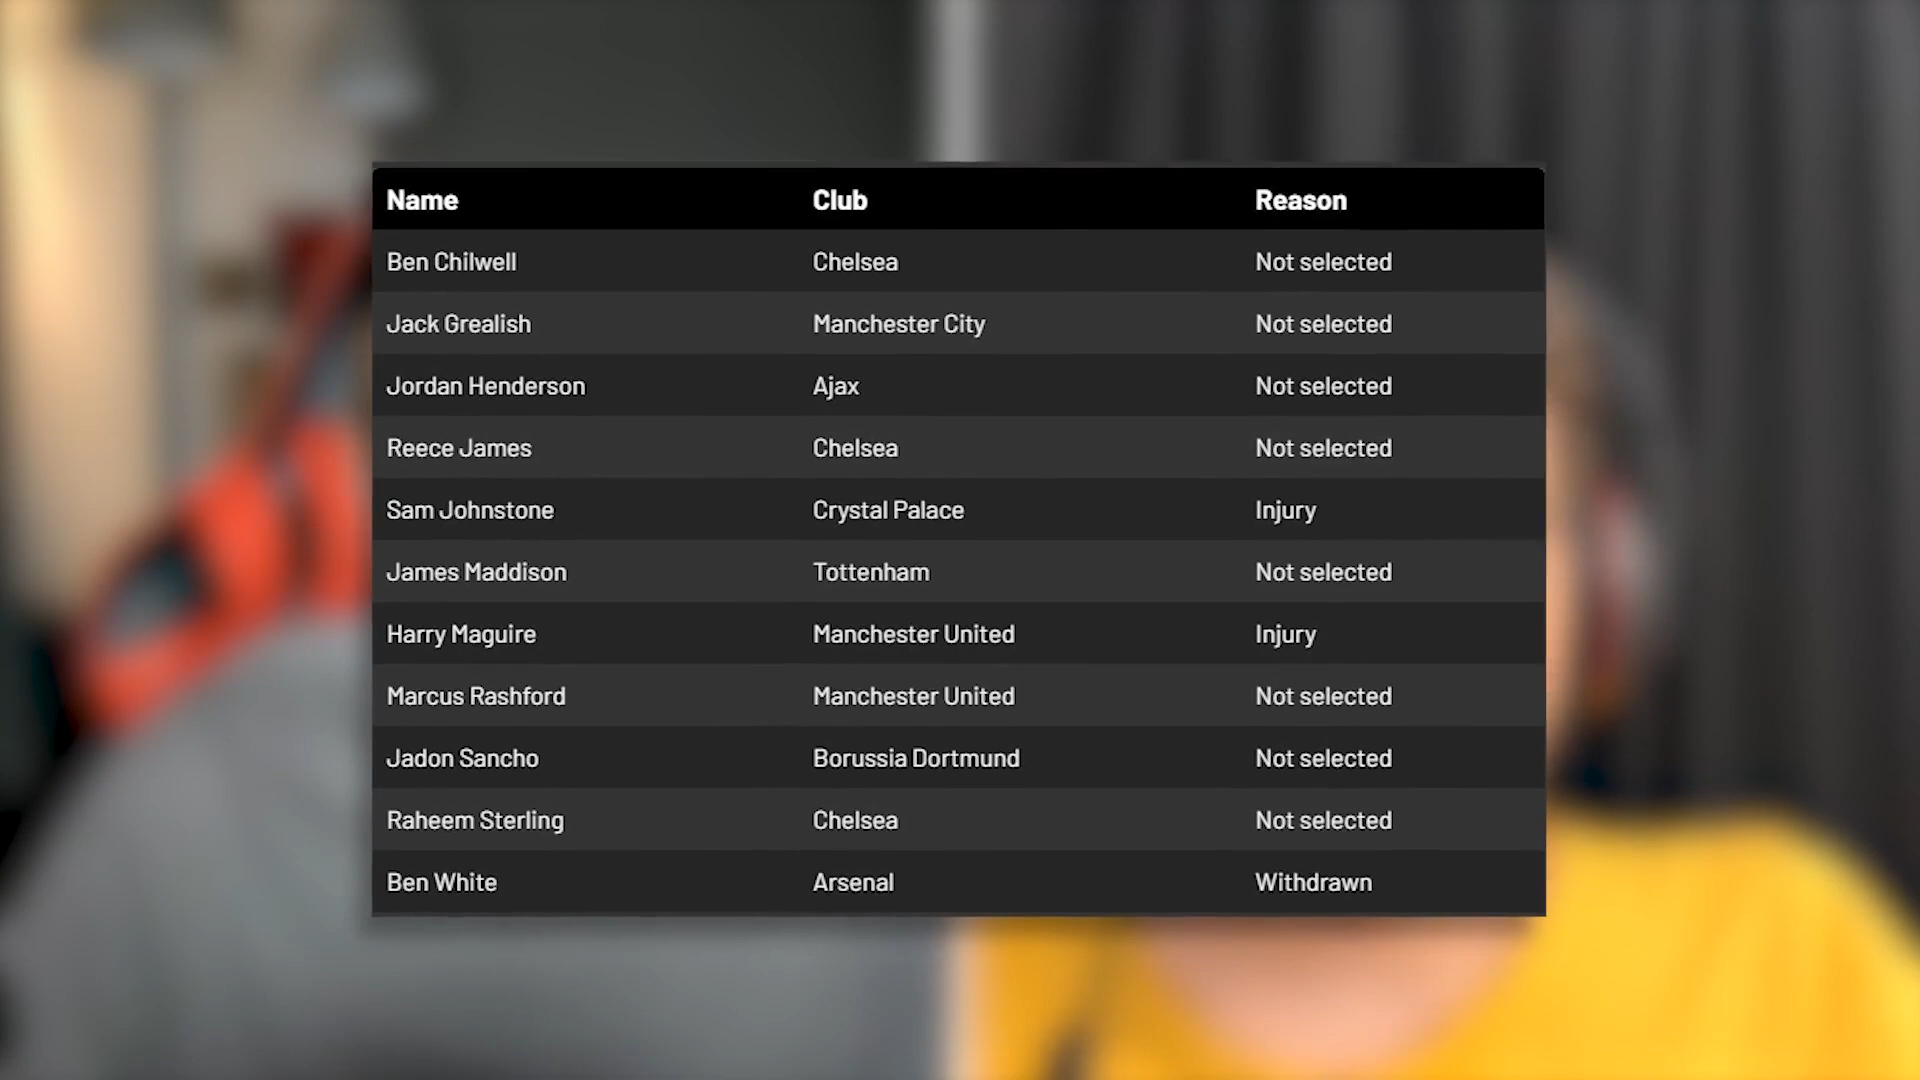 Name Club Reason
Ben Chilwell Chelsea Not selected
Jack Grealish Manchester City Not selected
Jordan Henderson Ajax Not selected
Reece James Chelsea Not selected
Sam Johnstone Crystal Palace Injury
James Maddison Tottenham Not selected
Harry Maguire Manchester United Injury
Marcus Rashford Manchester United Not selected
Jadon Sancho Borussia Dortmund Not selected
Raheem Sterling Chelsea Not selected
Ben White Arsenal Withdrawn